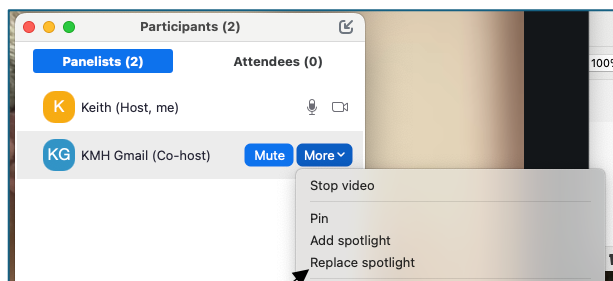 Participants (2)
Panelists (2) Attendees (0)
K Keith (Host, me)
KG KMH Gmail (Co-host) Mute More
Stop video
Pin
Add spotlight
Replace spotlight
100%